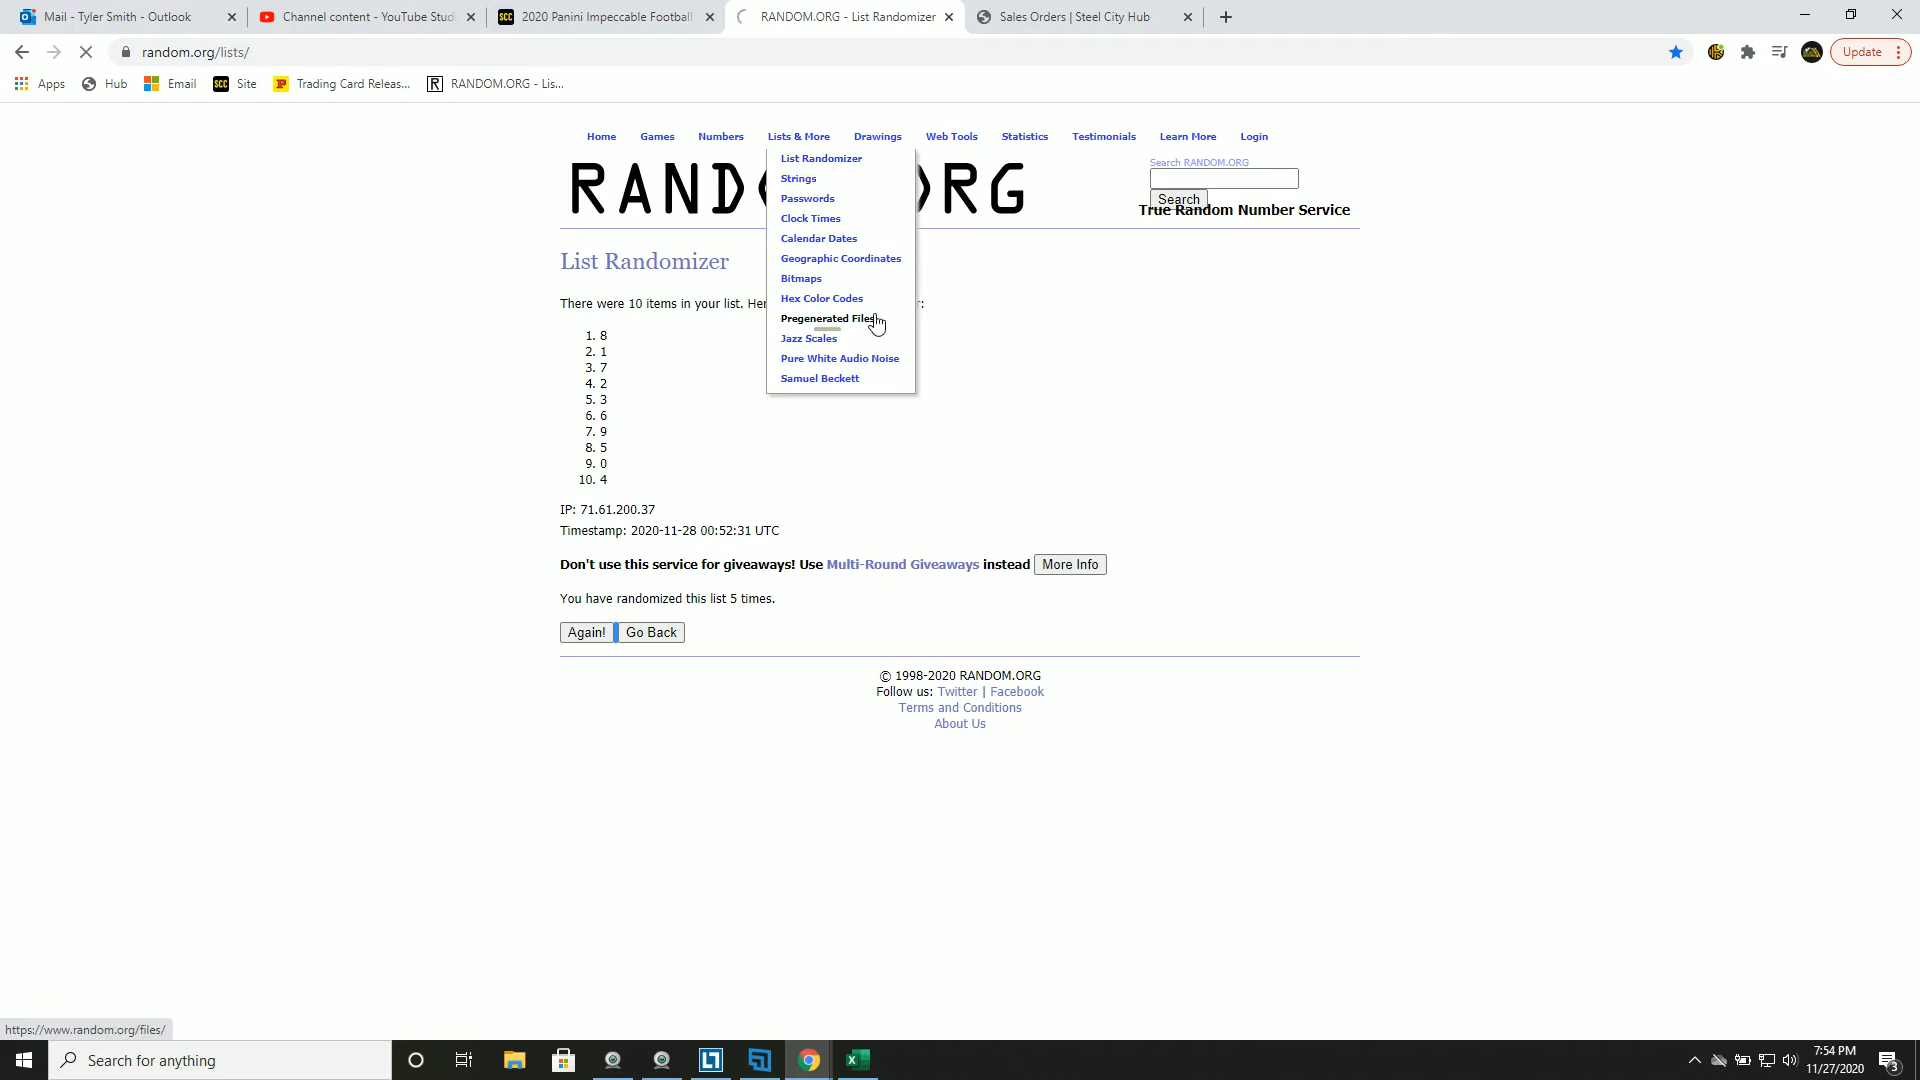 Mail - Tyler Smith - Outlook
Channel content - YouTube Stud
2020 Panini Impeccable Football
RANDOM.ORG - List Randomizer
Sales Orders | Steel City Hub
random.org/lists/
Update
Apps
Hub
Email
SCC Site
Trading Card Releas...
RANDOM.ORG - Lis...
Home Games Numbers Lists & More Drawings Web Tools Statistics Testimonials Learn More Login
List Randomizer
Strings
Passwords
Clock Times
Calendar Dates
Geographic Coordinates
Bitmaps
Hex Color Codes
Pregenerated Files
Jazz Scales
Pure White Audio Noise
Samuel Beckett
RAND ORG
Search RANDOM.ORG
Search
True Random Number Service
List Randomizer
There were 10 items in your list. Her r:
1. 8
2. 1
3. 7
4. 2
5. 3
6. 6
7. 9
8. 5
9. 0
10. 4
IP: 71.61.200.37
Timestamp: 2020-11-28 00:52:31 UTC
Don't use this service for giveaways! Use Multi-Round Giveaways instead More Info
You have randomized this list 5 times.
Again! Go Back
© 1998-2020 RANDOM.ORG
Follow us: Twitter | Facebook
Terms and Conditions
About Us
https://www.random.org/files/
Search for anything
7:54 PM
11/27/2020
3